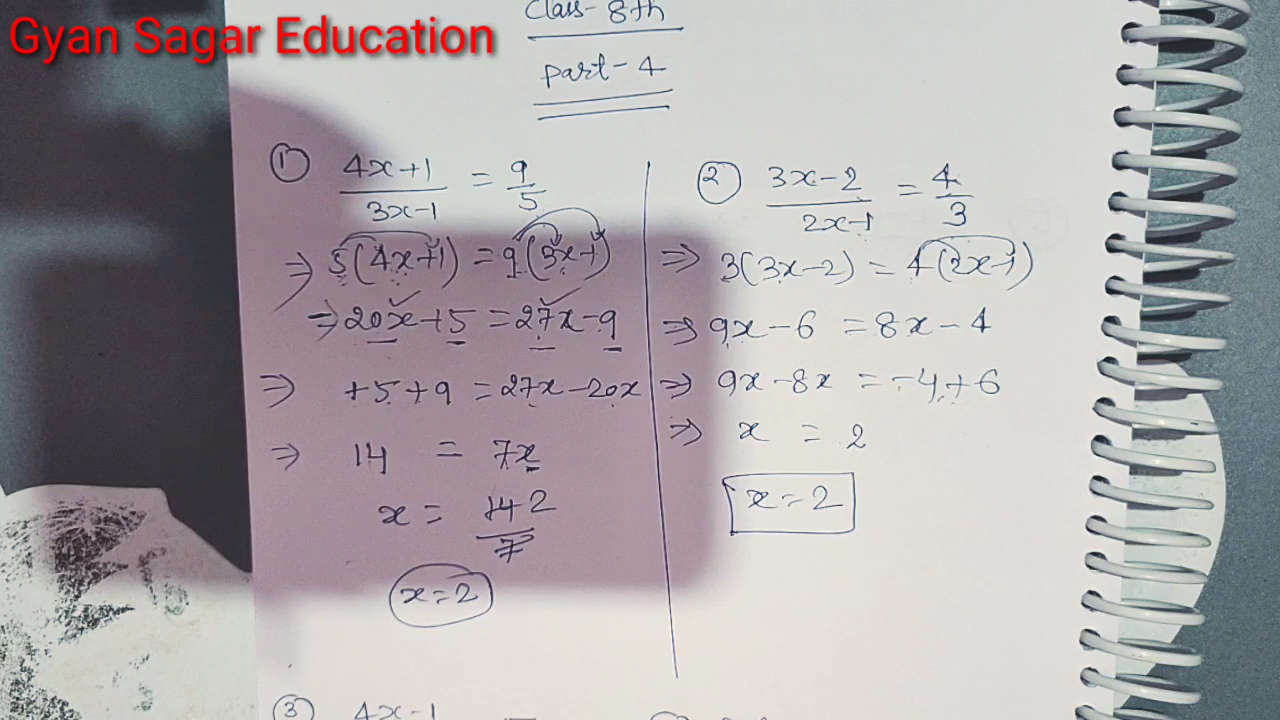 Gyan Sagar Education
Class- 8th
Part- 4
① 4x+1/3x-1 = 9/5
⇒ 5(4x+1) = 9(3x-1)
⇒ 20x+5 = 27x-9
⇒ +5+9 = 27x-20x
⇒ 14 = 7x
x = 14 2/7
x=2
② 3x-2/2x-1 = 4/3
⇒ 3(3x-2) = 4(2x-1)
⇒ 9x-6 = 8x-4
⇒ 9x-8x = -4+6
⇒ x = 2
x=2
③ 4x-1